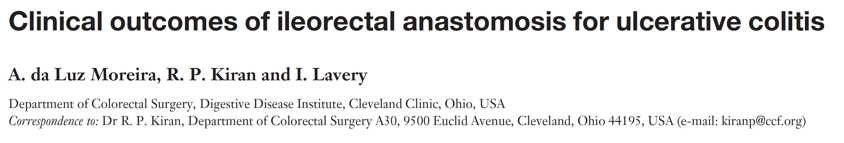 Clinical outcomes of ileorectal anastomosis for ulcerative colitis
A. da Luz Moreira, R. P. Kiran and I. Lavery
Department of Colorectal Surgery, Digestive Disease Institute, Cleveland Clinic, Ohio, USA
Correspondence to: Dr R. P. Kiran, Department of Colorectal Surgery A30, 9500 Euclid Avenue, Cleveland, Ohio 44195, USA (e-mail: kiranp@ccf.org)